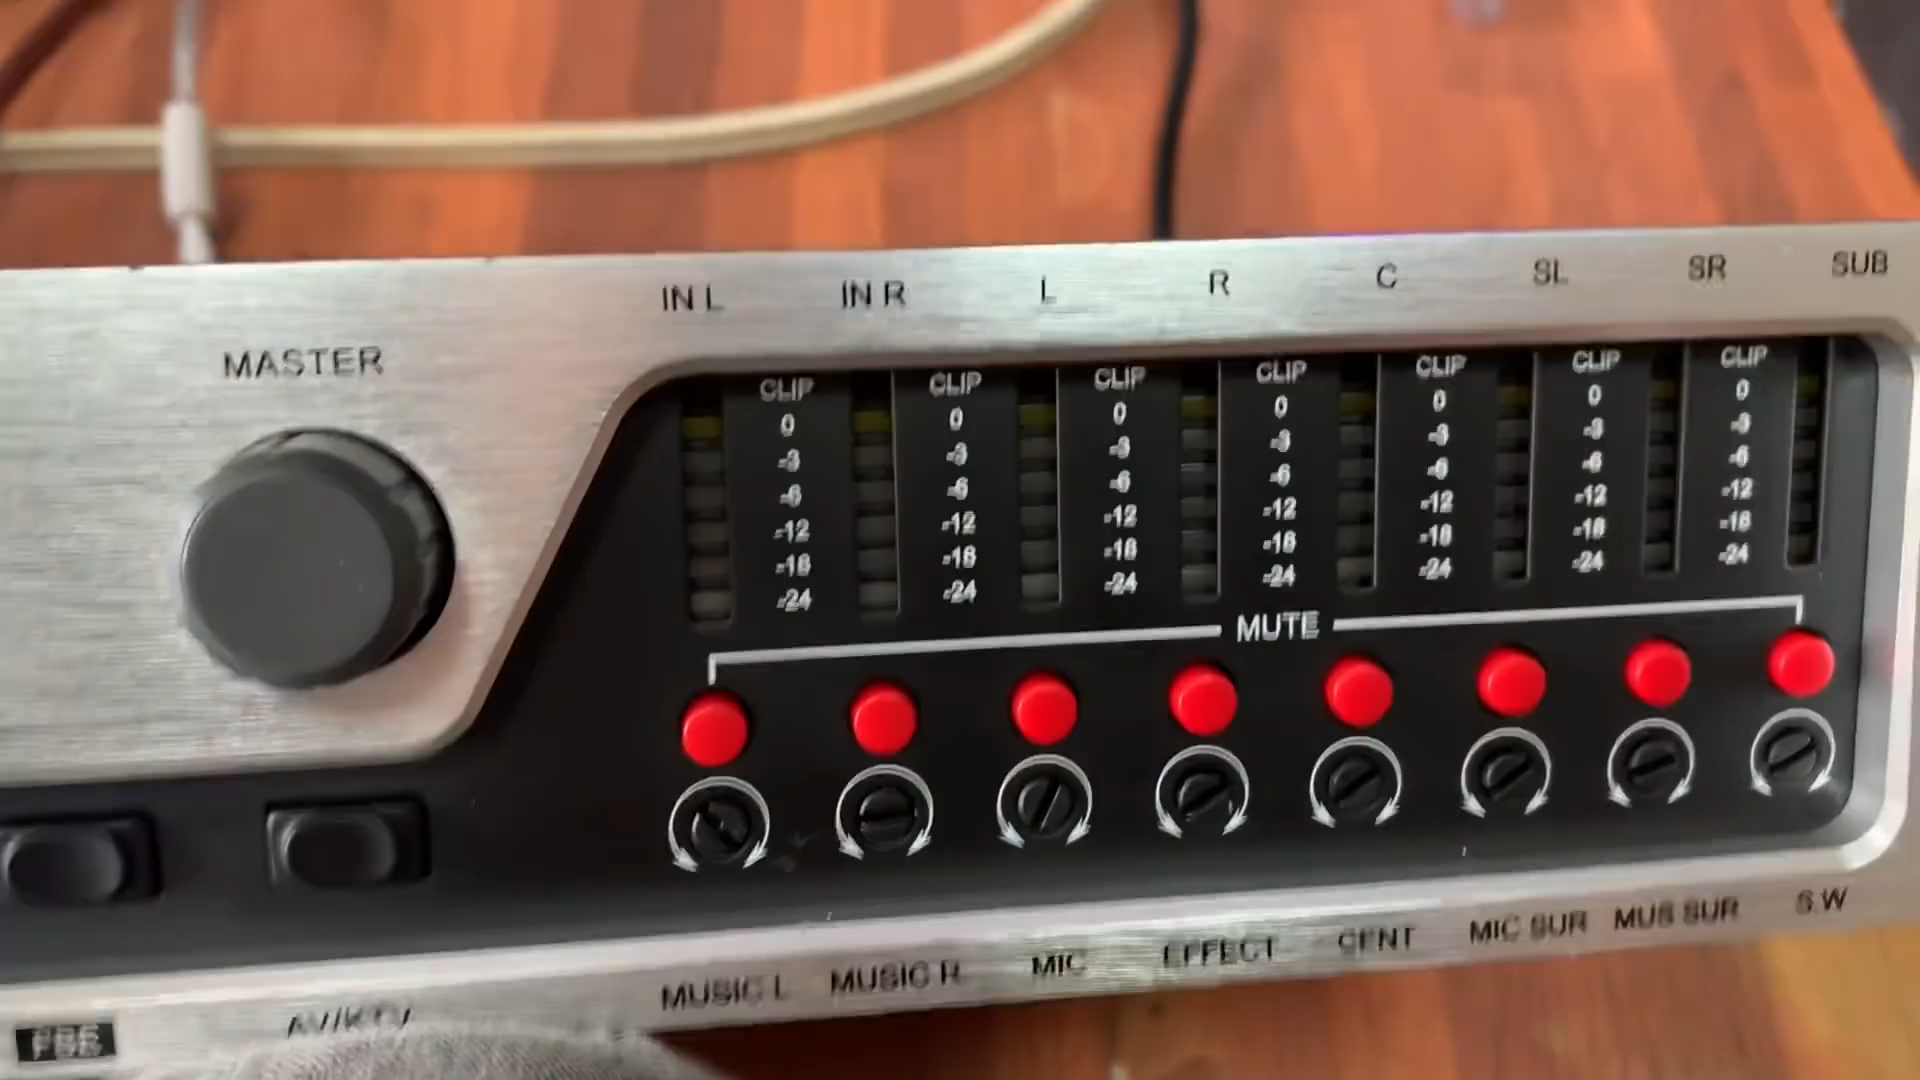 IN L IN R L R C SL SR SUB
MASTER
CLIP CLIP CLIP CLIP CLIP CLIP CLIP
0 0 0 0 0 0 0
-3 -3 -3 -3 -3 -3 -3
-6 -6 -6 -6 -6 -6 -6
-12 -12 -12 -12 -12 -12 -12
-18 -18 -18 -18 -18 -18 -18
-24 -24 -24 -24 -24 -24 -24
MUTE
MUSIC L MUSIC R MIC EFFECT CENT MIC SUR MUS SUR S.W
FBE AV/KTV